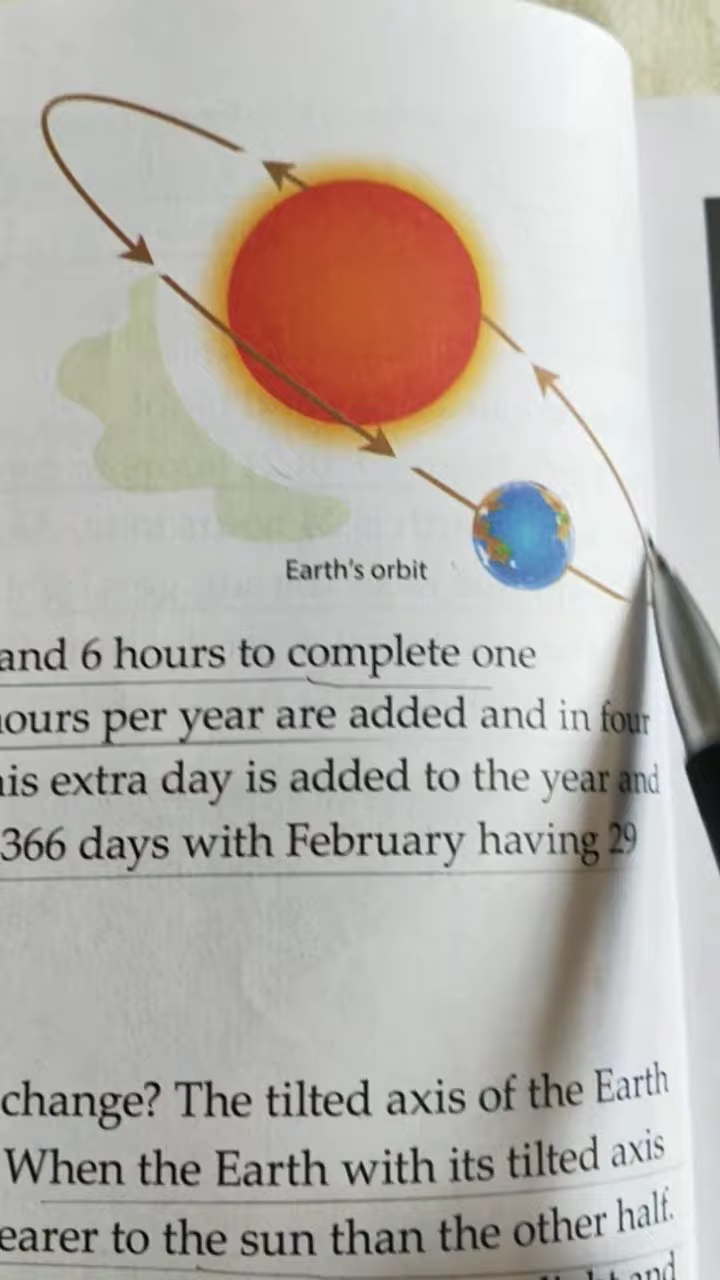 Earth's orbit
and 6 hours to complete one
hours per year are added and in four
his extra day is added to the year and
366 days with February having 29
change? The tilted axis of the Earth
When the Earth with its tilted axis
earer to the sun than the other half.
and